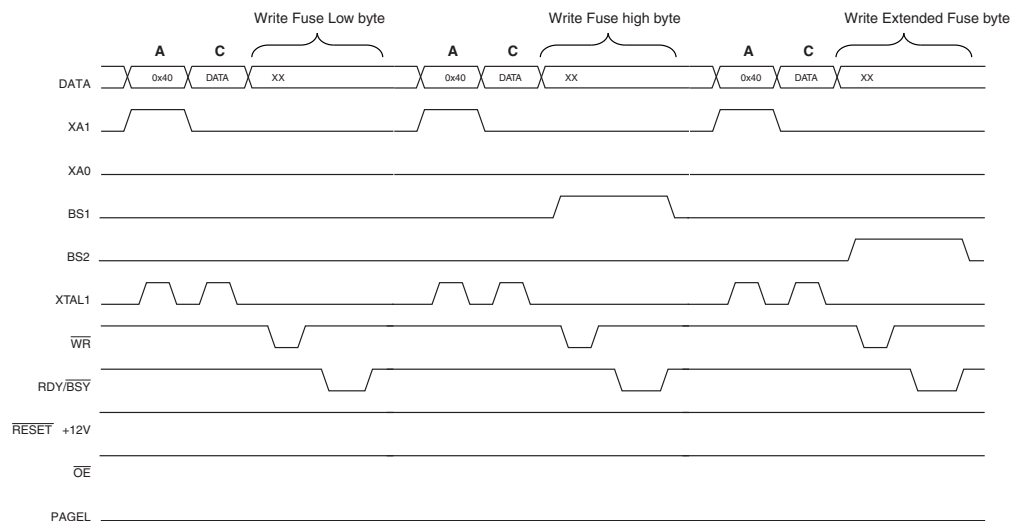 Write Fuse Low byte Write Fuse high byte Write Extended Fuse byte
A C A C A C
DATA 0x40 DATA XX 0x40 DATA XX 0x40 DATA XX
XA1
XA0
BS1
BS2
XTAL1
WR
RDY/BSY
RESET +12V
OE
PAGEL